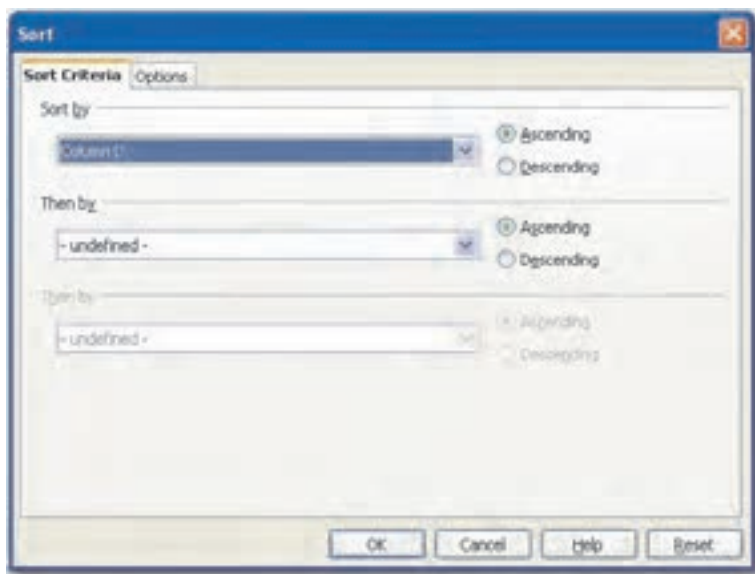 Sort
Sort Criteria Options
Sort by
Column
Ascending
Descending
Then by
- undefined -
Ascending
Descending
Then by
- undefined -
Ascending
Descending
OK Cancel Help Reset